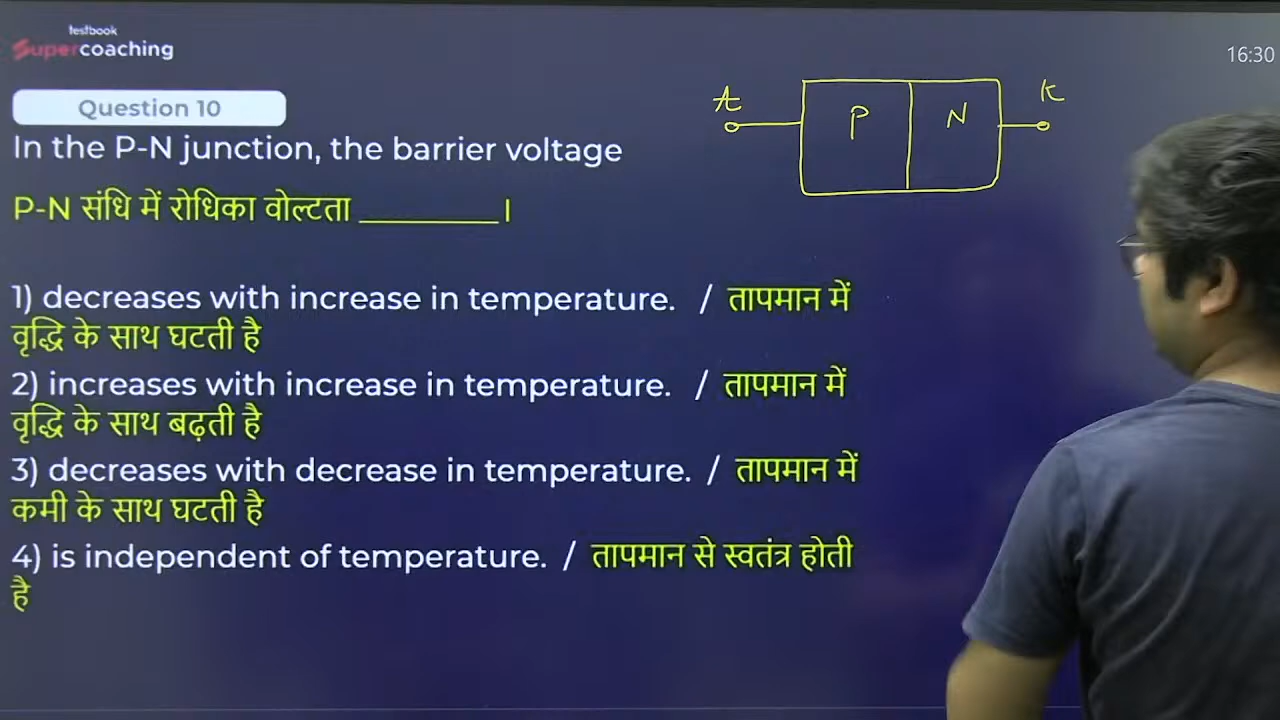 testbook
Supercoaching
16:30
Question 10
A
P
N
K
In the P-N junction, the barrier voltage
P-N संधि में रोधिका वोल्टता ________।
1) decreases with increase in temperature. / तापमान में
वृद्धि के साथ घटती है
2) increases with increase in temperature. / तापमान में
वृद्धि के साथ बढ़ती है
3) decreases with decrease in temperature. / तापमान में
कमी के साथ घटती है
4) is independent of temperature. / तापमान से स्वतंत्र होती
है